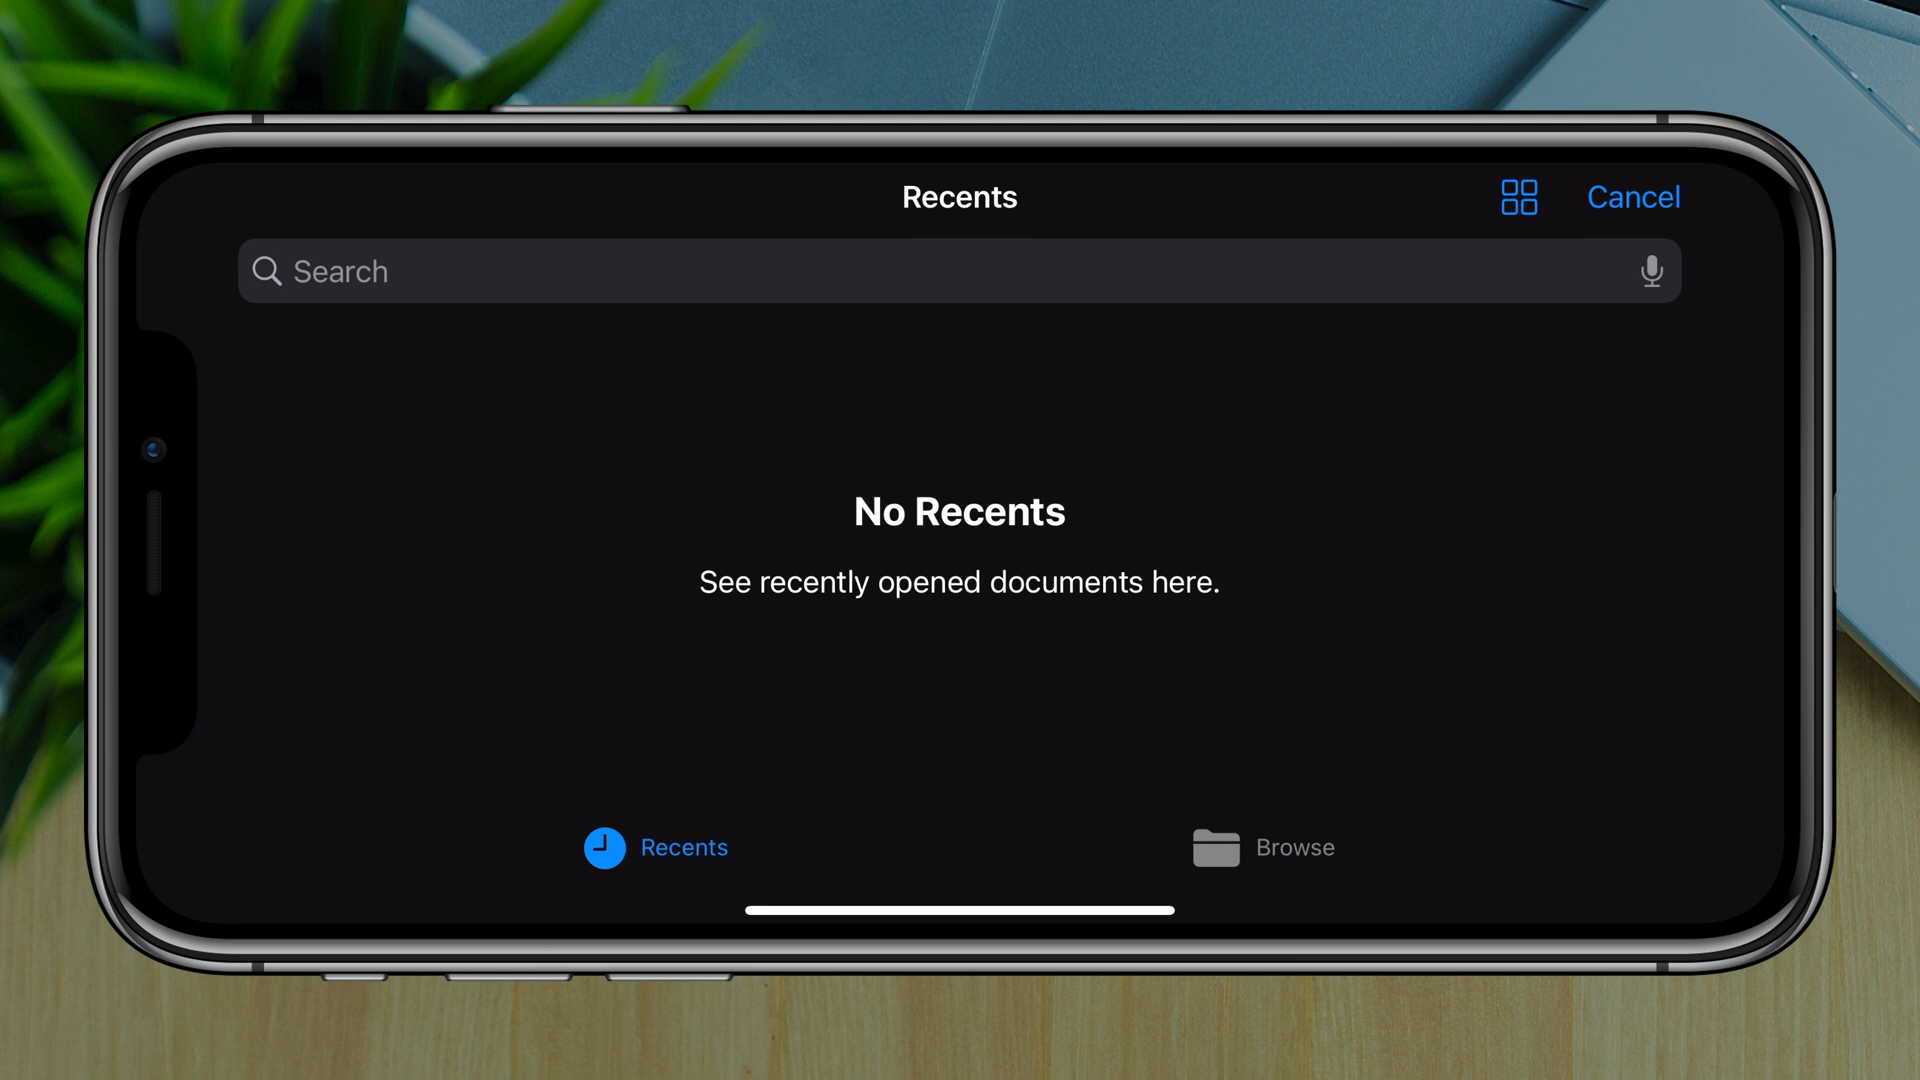 Recents
Cancel
Search
No Recents
See recently opened documents here.
Recents
Browse